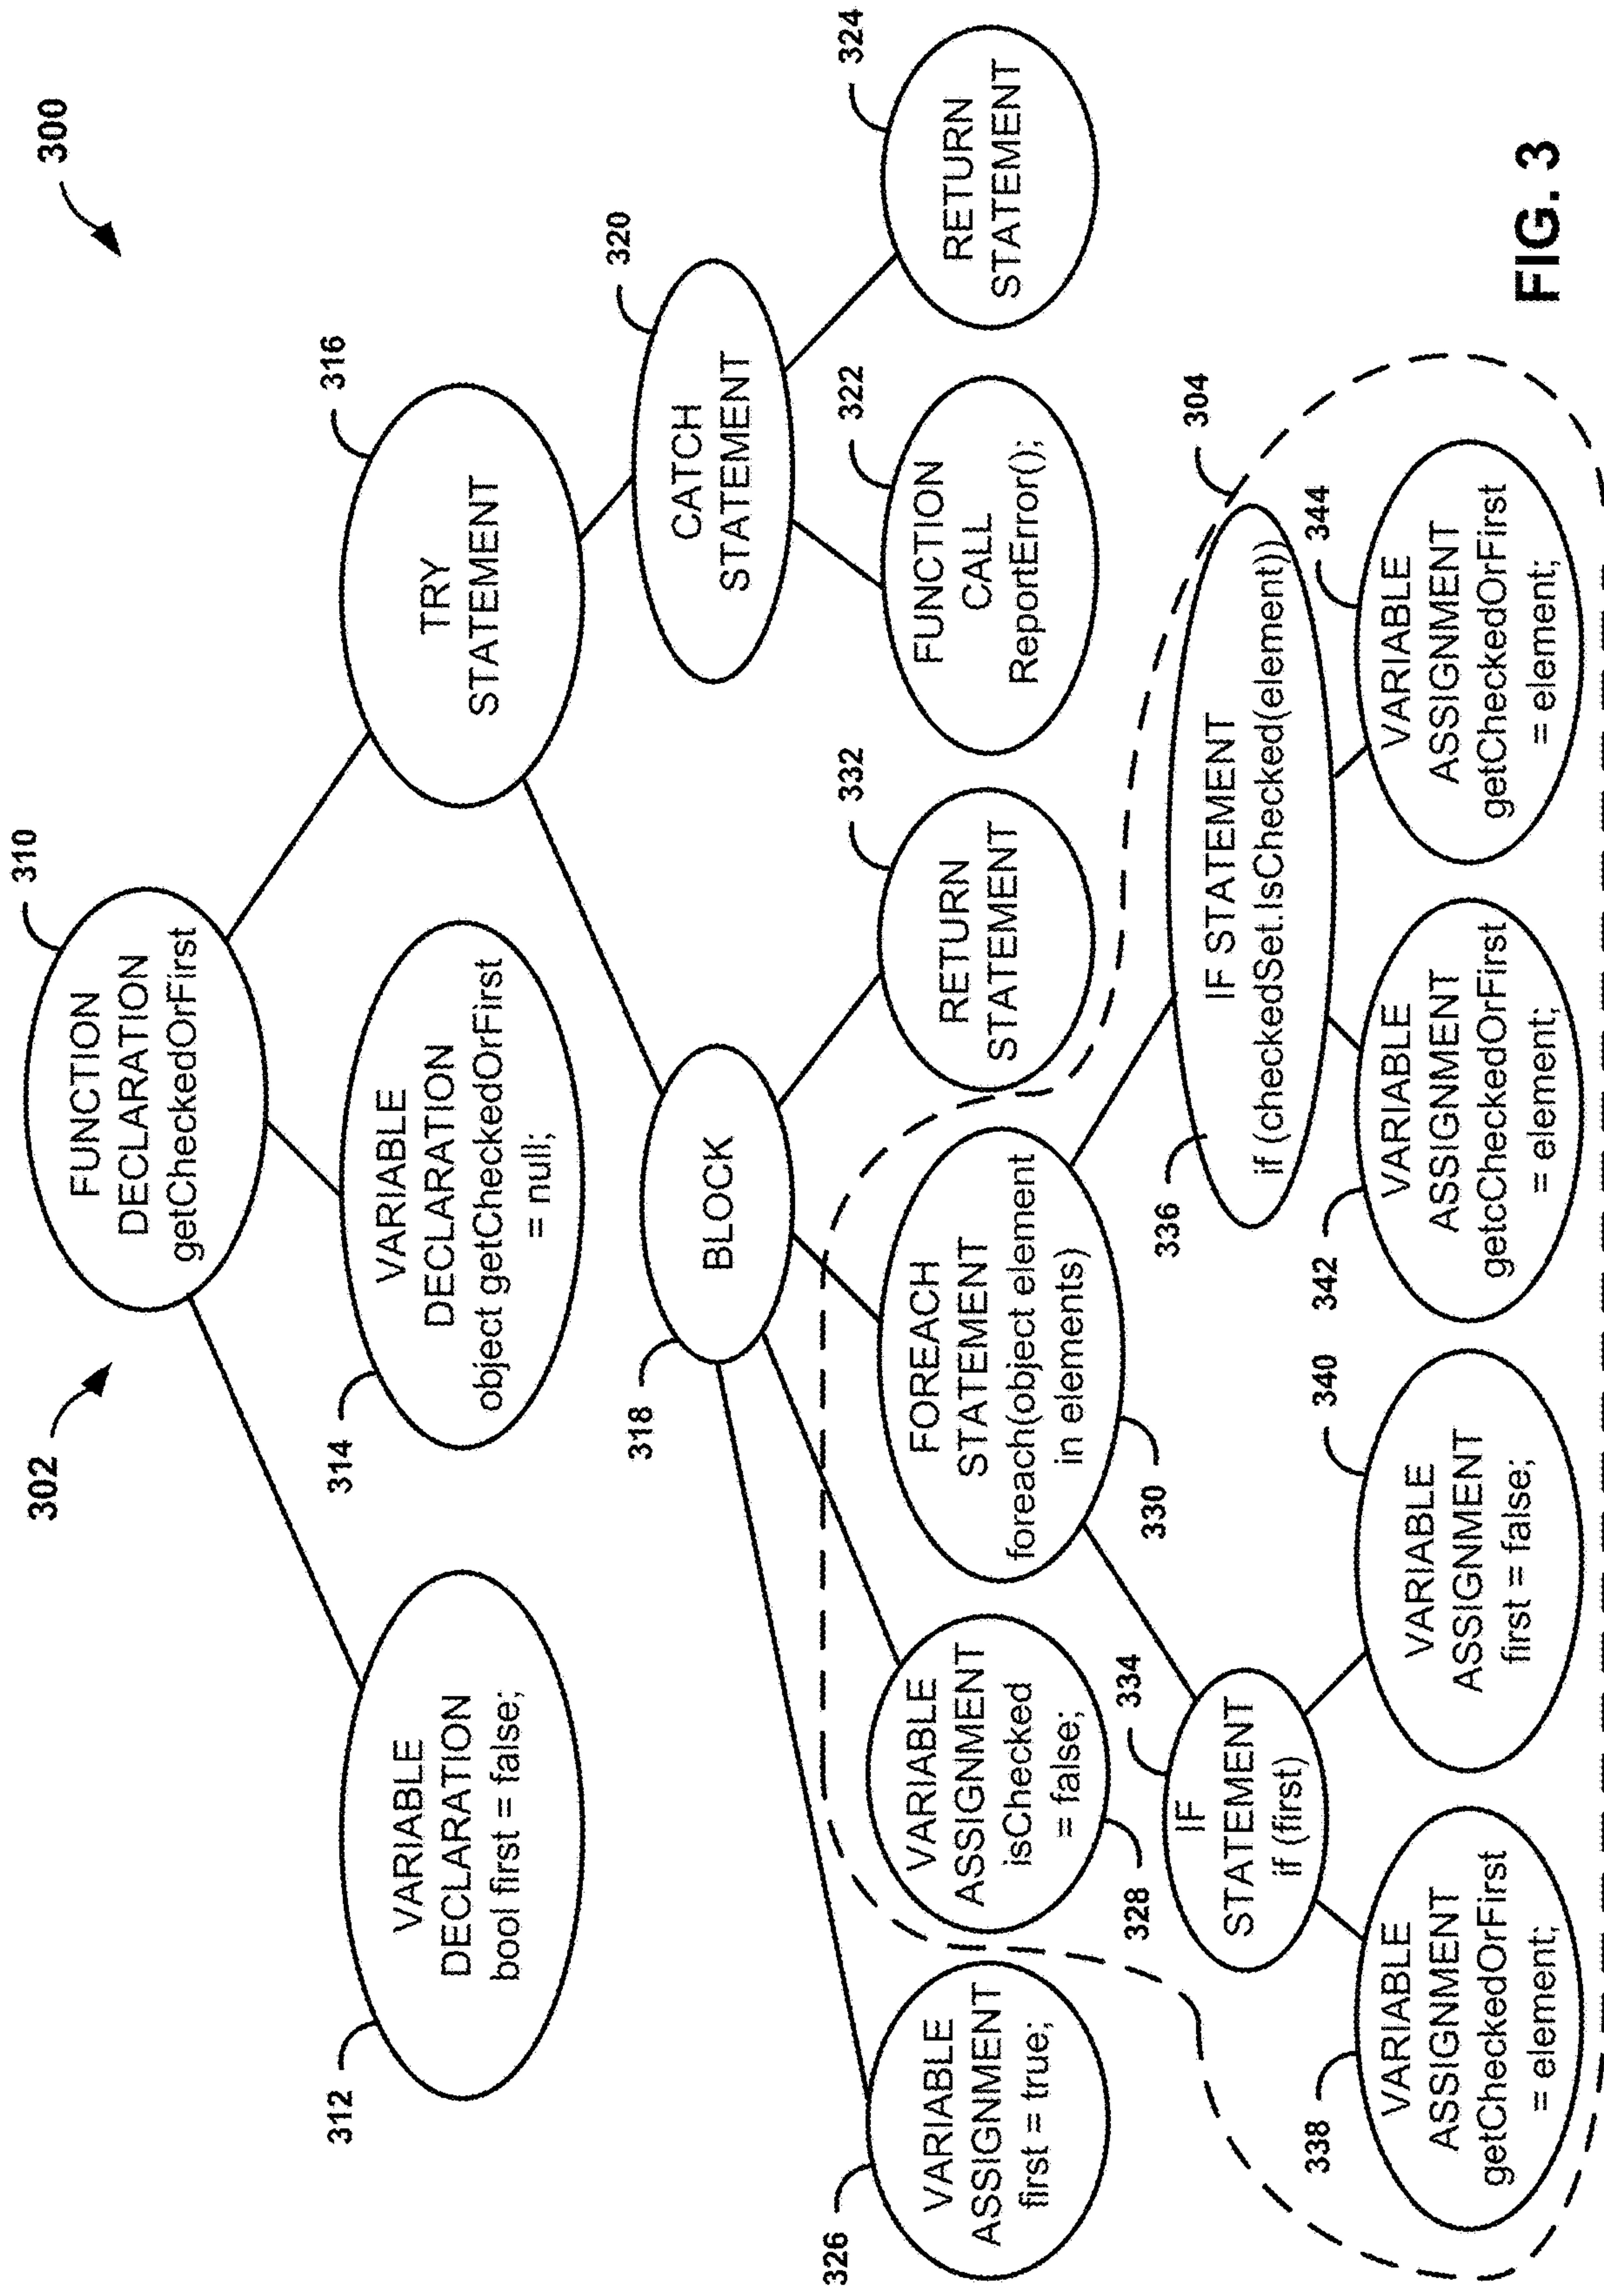 300
302
310
FUNCTION
DECLARATION
getCheckedOrFirst
312
VARIABLE
DECLARATION
bool first = false;
314
VARIABLE
DECLARATION
object getCheckedOrFirst
= null;
316
TRY
STATEMENT
318
BLOCK
320
CATCH
STATEMENT
326
VARIABLE
ASSIGNMENT
first = true;
VARIABLE
ASSIGNMENT
isChecked
= false;
328
FOREACH
STATEMENT
foreach(object element
in elements)
330
332
RETURN
STATEMENT
322
FUNCTION
CALL
ReportError();
324
RETURN
STATEMENT
304
334
IF
STATEMENT
if (first)
336
IF STATEMENT
if (checkedSet.IsChecked(element))
338
VARIABLE
ASSIGNMENT
getCheckedOrFirst
= element;
340
VARIABLE
ASSIGNMENT
first = false;
342
VARIABLE
ASSIGNMENT
getcCheckedOrFirst
= element;
344
VARIABLE
ASSIGNMENT
getCheckedOrFirst
= element;
FIG. 3